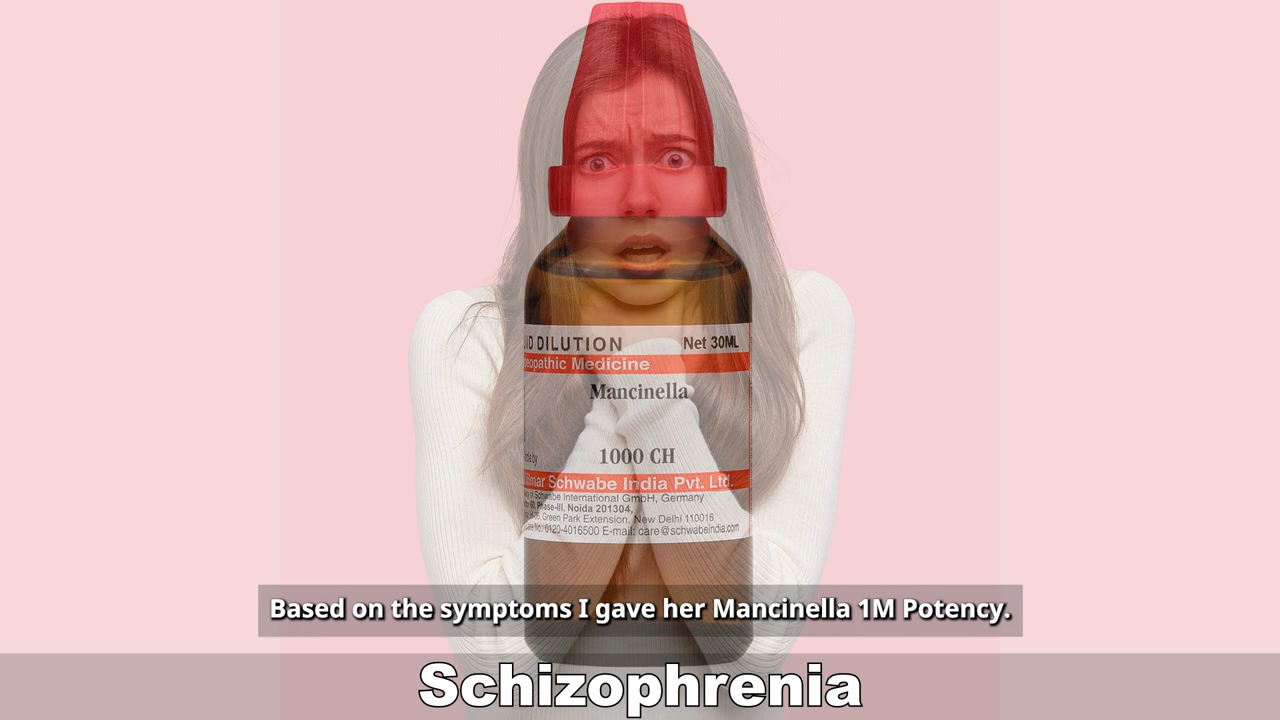 DILUTION Net 30ML
Medicine
Mancinella
1000 CH
Schwabe India Pvt. Ltd.
Schwabe International GmbH, Germany
Phase-III, Noida 201304,
Green Park Extension, New Delhi 110016
No.: 0120-4016500 E-mail: care@schwabeindia.com
Based on the symptoms I gave her Mancinella 1M Potency.
Schizophrenia